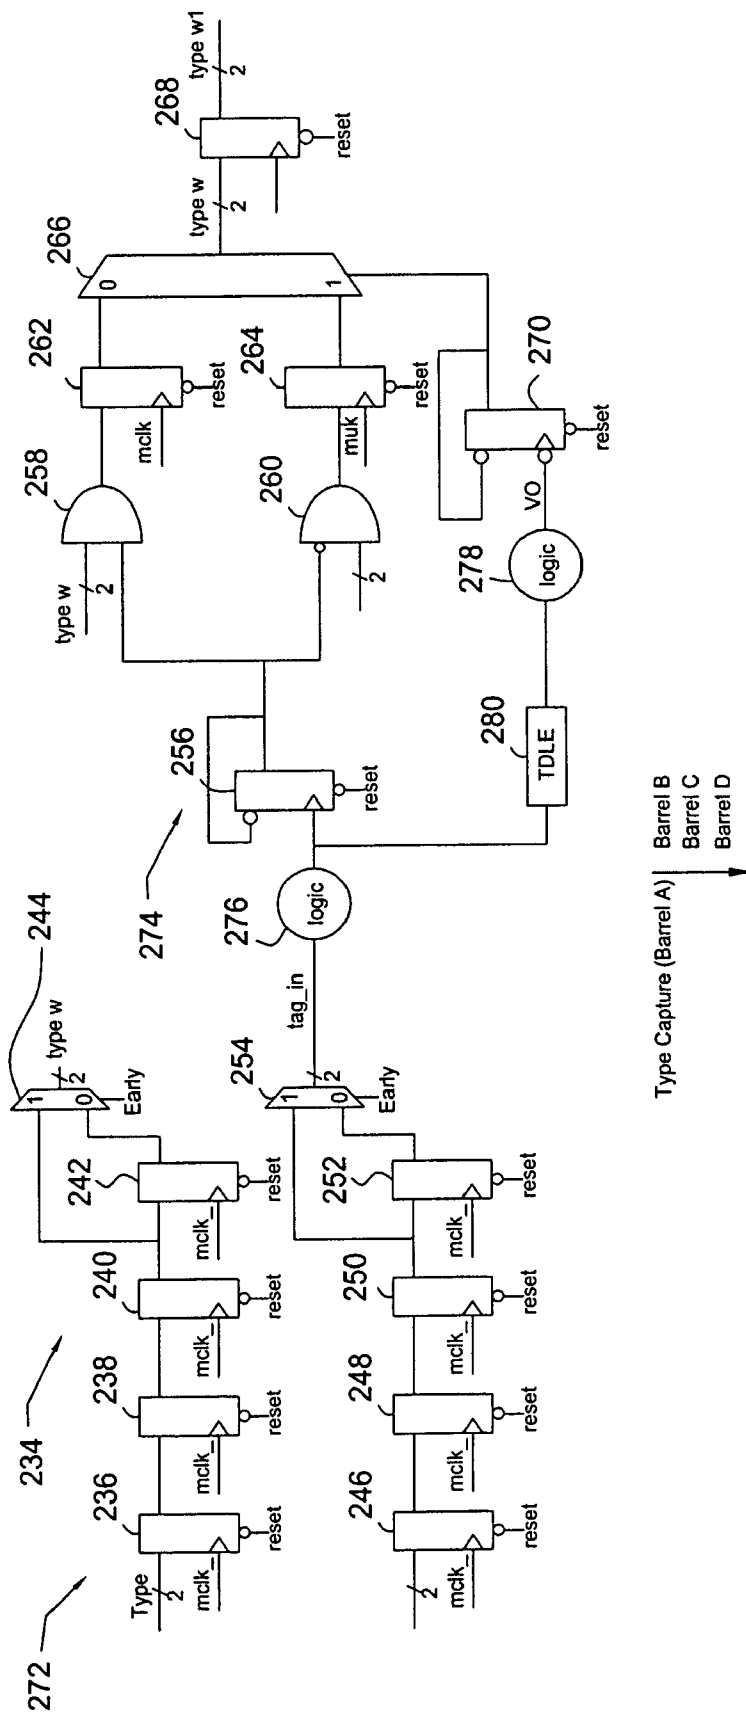 272
234
236
238
240
242
244
Type
2
mclk_
reset
mclk_
reset
mclk_
reset
mclk_
reset
1
0
Early
type w
2
246
248
250
252
254
2
mclk_
reset
mclk_
reset
mclk_
reset
mclk_
reset
1
0
Early
2
tag_in
274
276
logic
256
reset
type w
2
258
262
mclk
reset
260
2
264
muk
reset
266
0
1
type w
2
268
reset
type w1
2
280
TDLE
278
logic
VO
270
reset
Type Capture (Barrel A)
Barrel B
Barrel C
Barrel D